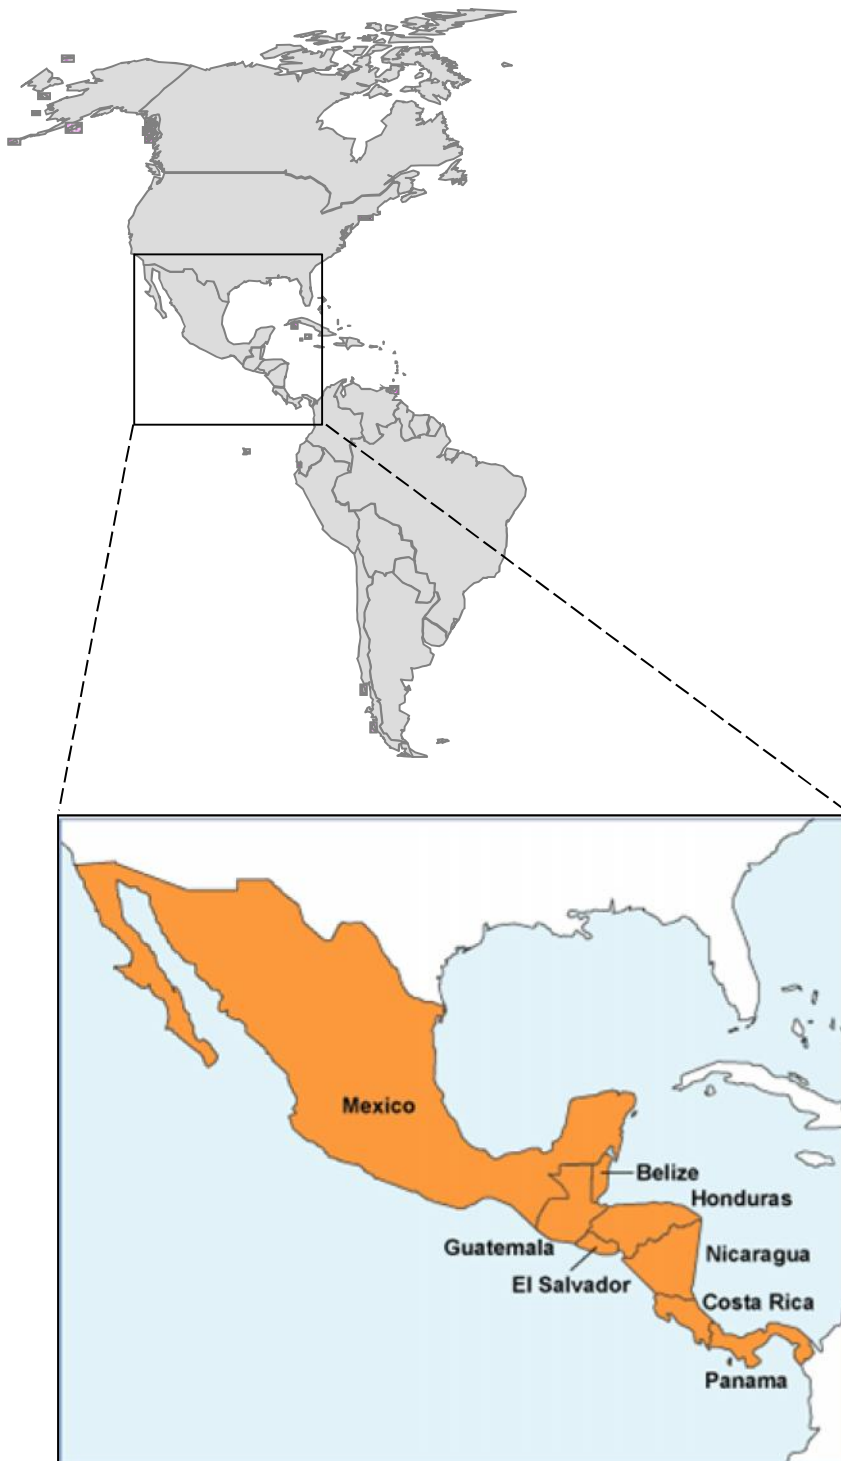 Mexico
Belize
Honduras
Guatemala
Nicaragua
El Salvador
Costa Rica
Panama